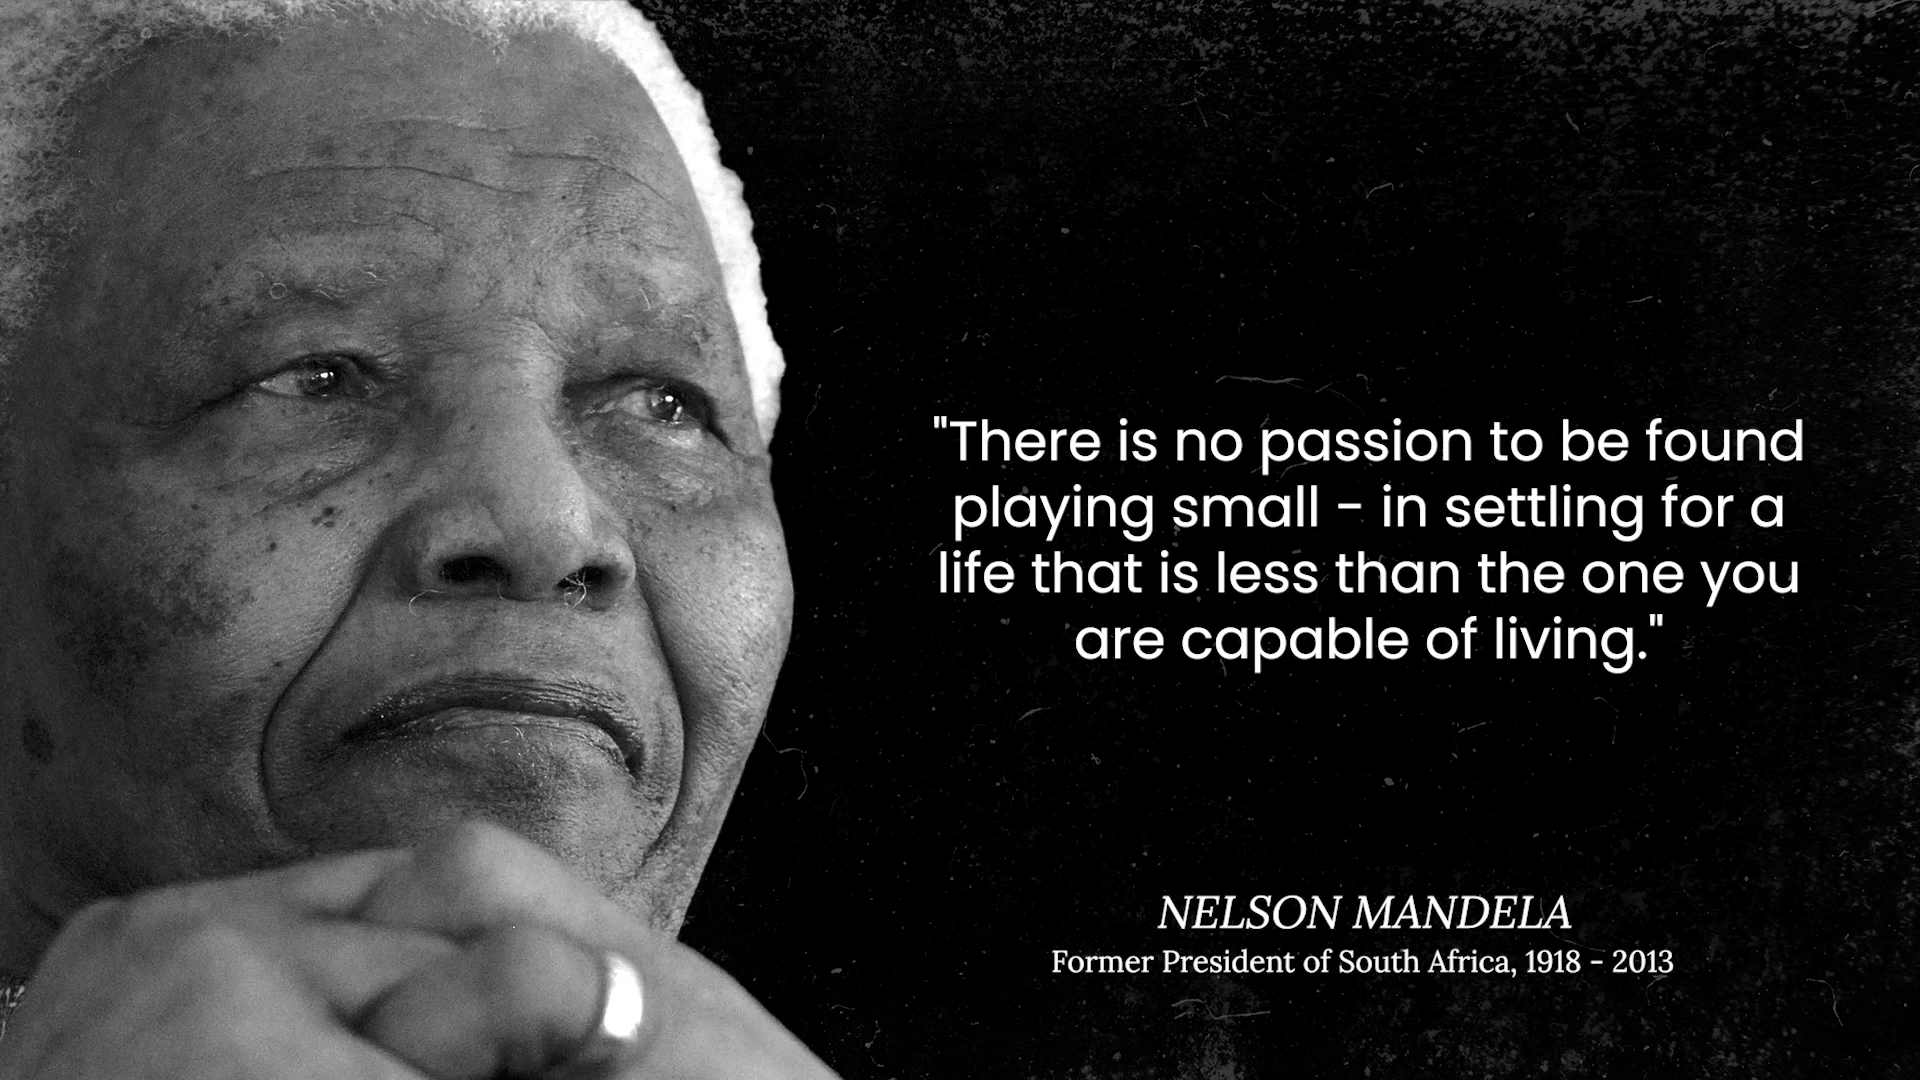 "There is no passion to be found
playing small - in settling for a
life that is less than the one you
are capable of living."
NELSON MANDELA
Former President of South Africa, 1918 - 2013